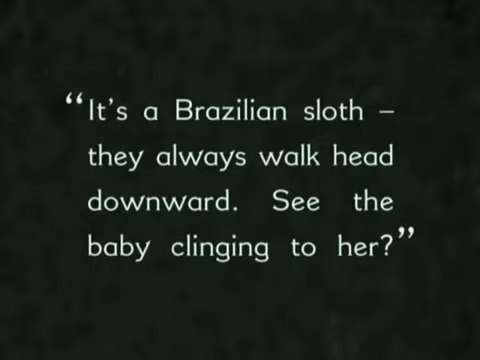 “It’s a Brazilian sloth –
they always walk head
downward. See the
baby clinging to her?”